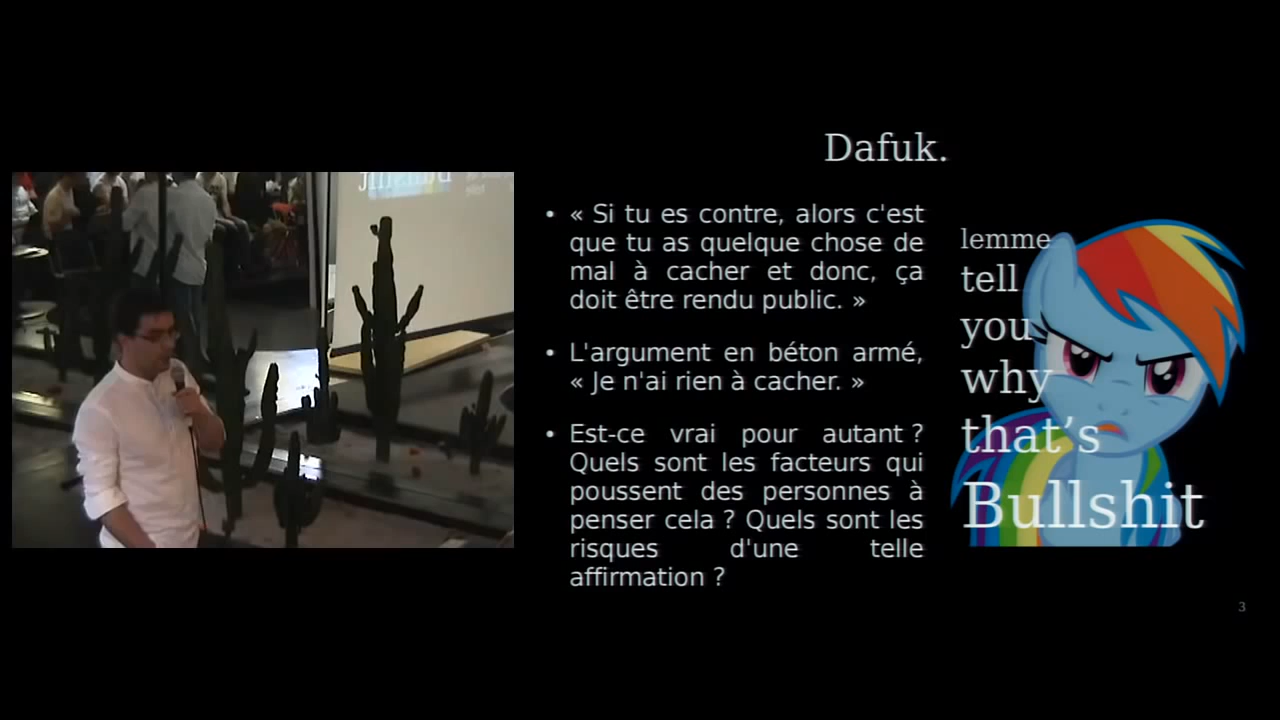 Dafuk.
• « Si tu es contre, alors c'est
que tu as quelque chose de
mal à cacher et donc, ça
doit être rendu public. »
• L'argument en béton armé,
« Je n'ai rien à cacher. »
• Est-ce vrai pour autant ?
Quels sont les facteurs qui
poussent des personnes à
penser cela ? Quels sont les
risques d'une telle
affirmation ?
lemme
tell
you
why
that’s
Bullshit
3